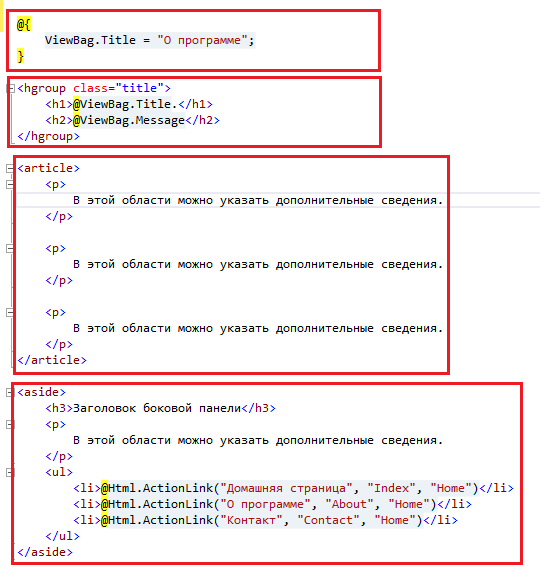 @{
    ViewBag.Title = "О программе";
}
<hgroup class="title">
    <h1>@ViewBag.Title.</h1>
    <h2>@ViewBag.Message</h2>
</hgroup>
<article>
    <p>
        В этой области можно указать дополнительные сведения.
    </p>
    <p>
        В этой области можно указать дополнительные сведения.
    </p>
    <p>
        В этой области можно указать дополнительные сведения.
    </p>
</article>
<aside>
    <h3>Заголовок боковой панели</h3>
    <p>
        В этой области можно указать дополнительные сведения.
    </p>
    <ul>
        <li>@Html.ActionLink("Домашняя страница", "Index", "Home")</li>
        <li>@Html.ActionLink("О программе", "About", "Home")</li>
        <li>@Html.ActionLink("Контакт", "Contact", "Home")</li>
    </ul>
</aside>